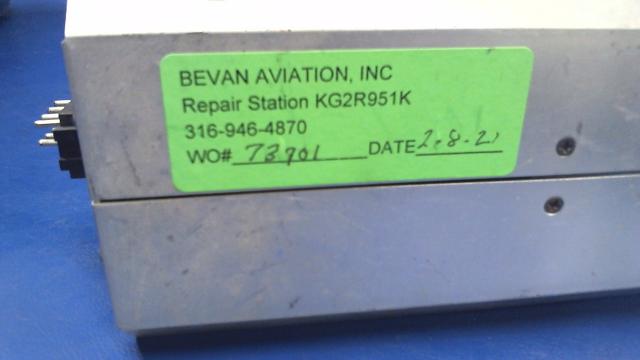 BEVAN AVIATION, INC
Repair Station KG2R951K
316-946-4870
WO# 73901 DATE 2.8.21